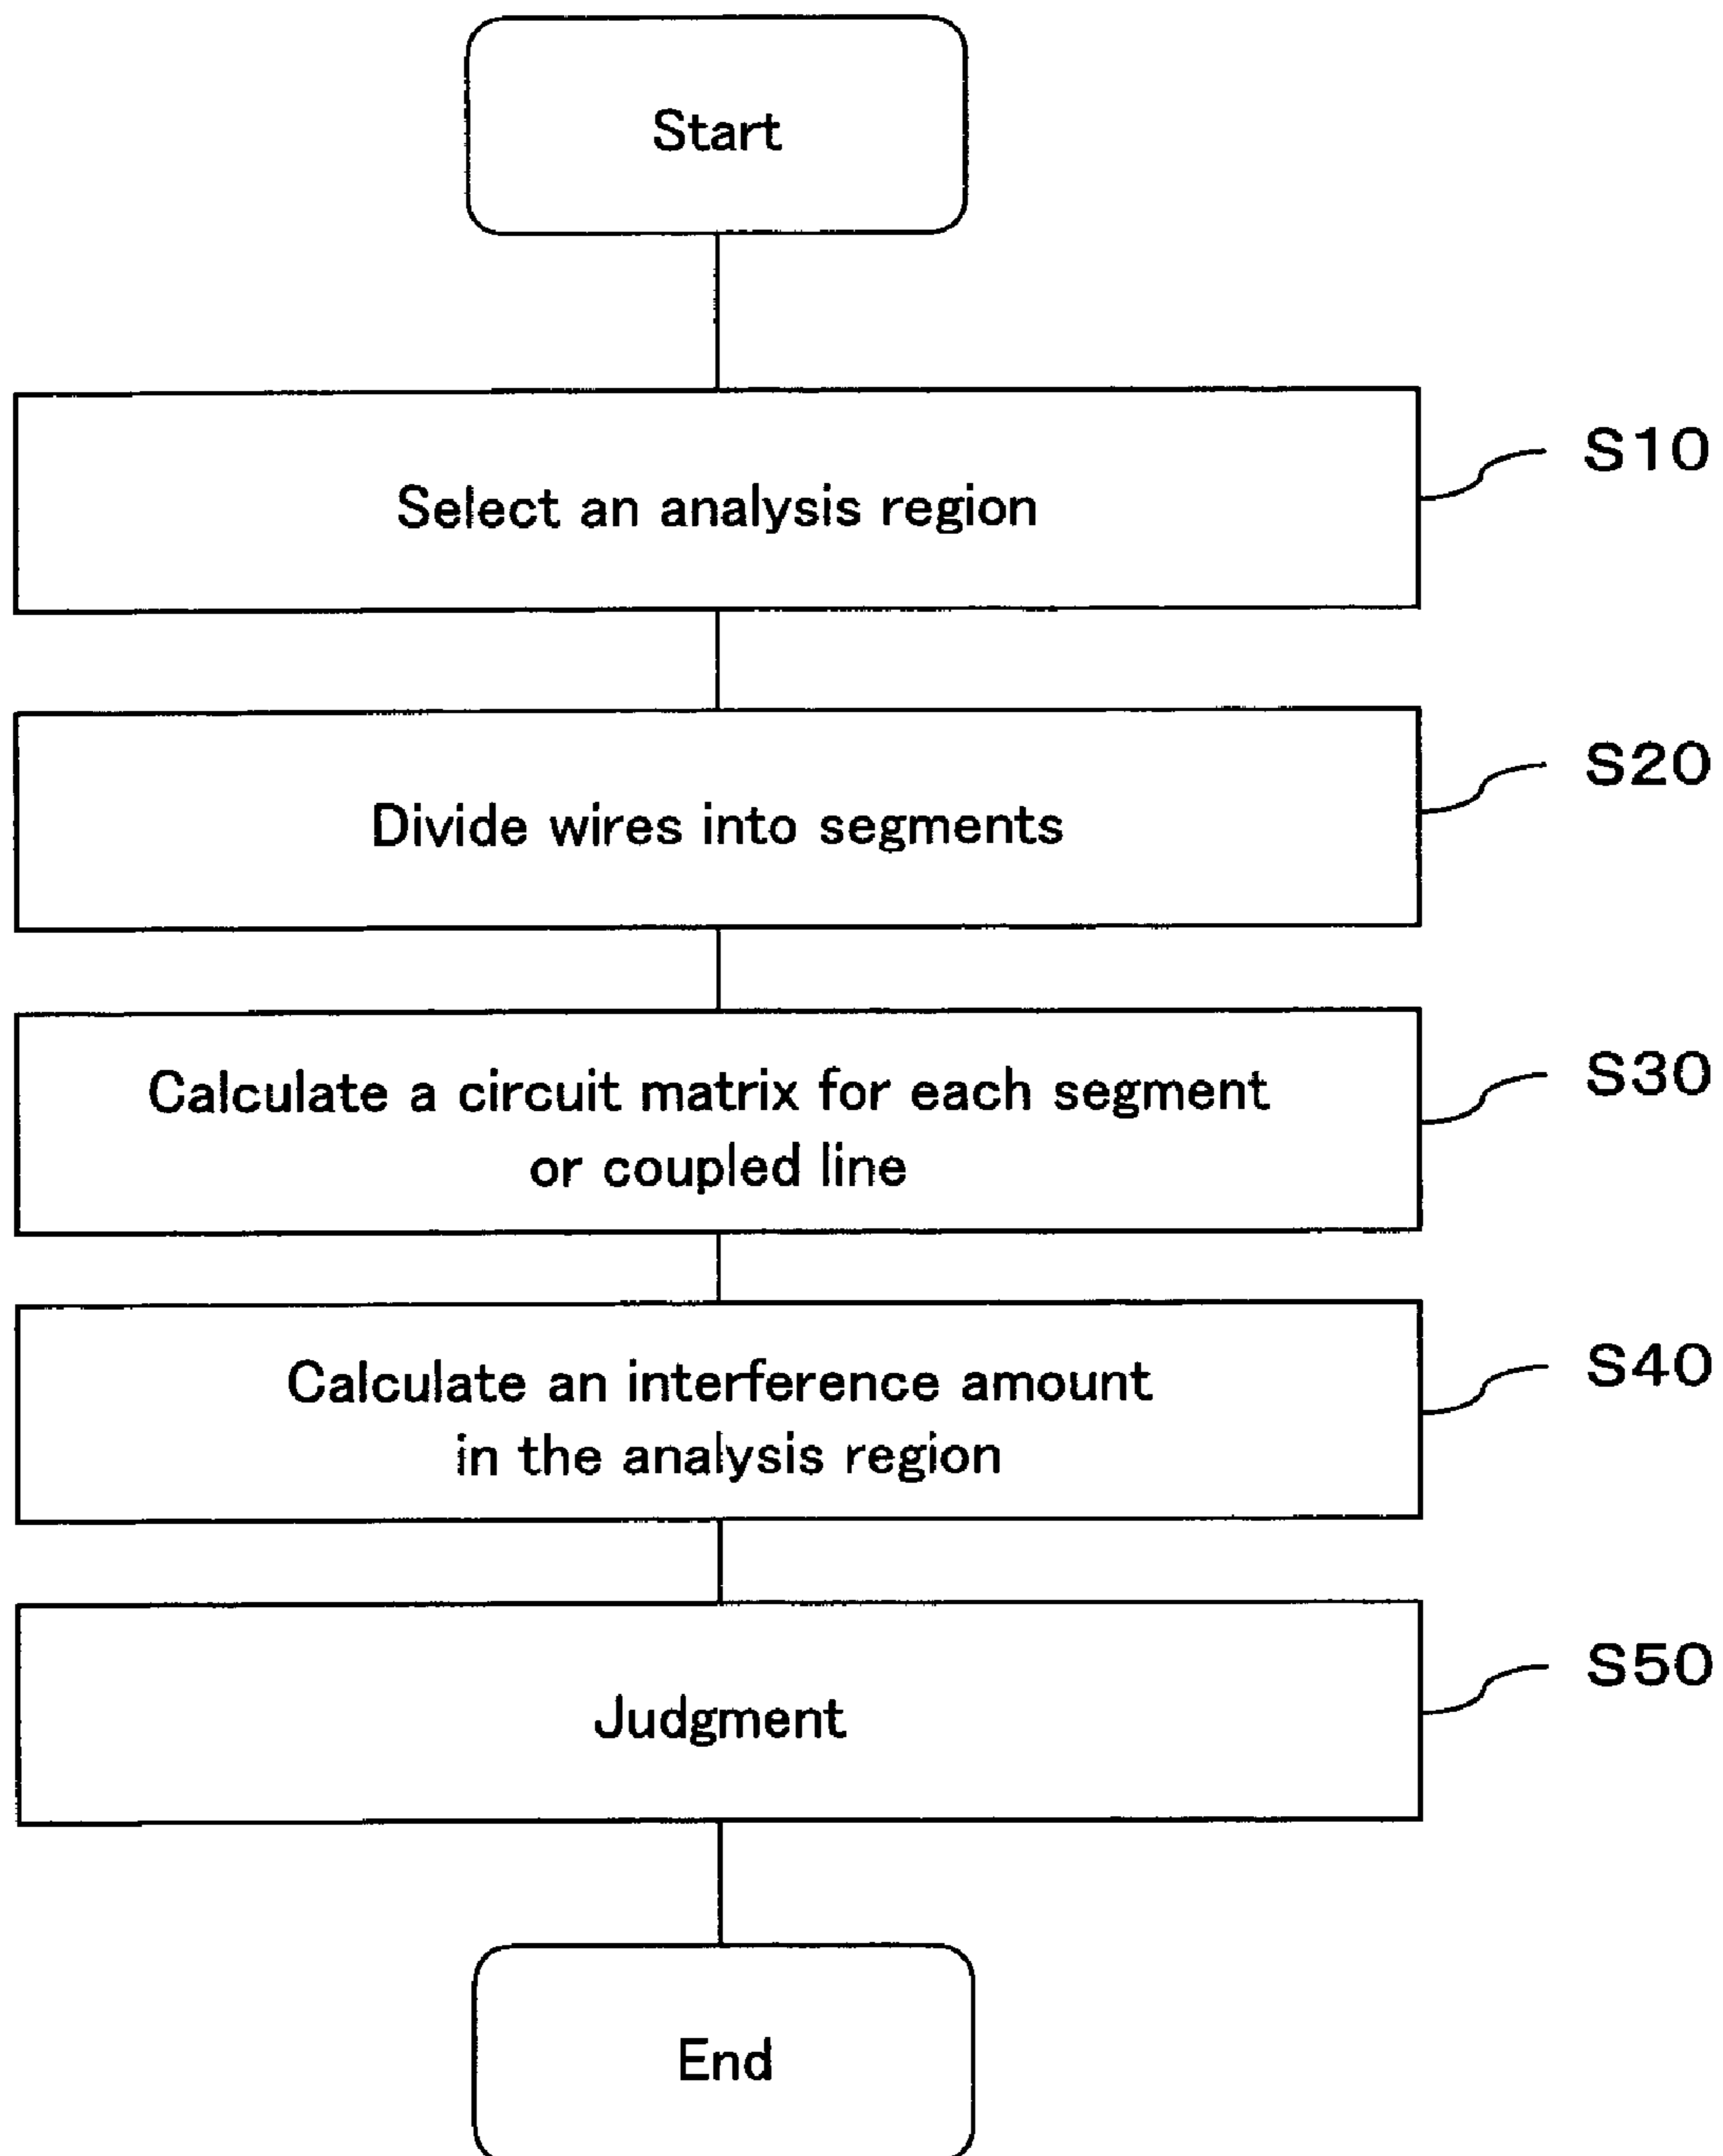 Start
Select an analysis region
S10
Divide wires into segments
S20
Calculate a circuit matrix for each segment
or coupled line
S30
Calculate an interference amount
in the analysis region
S40
Judgment
S50
End